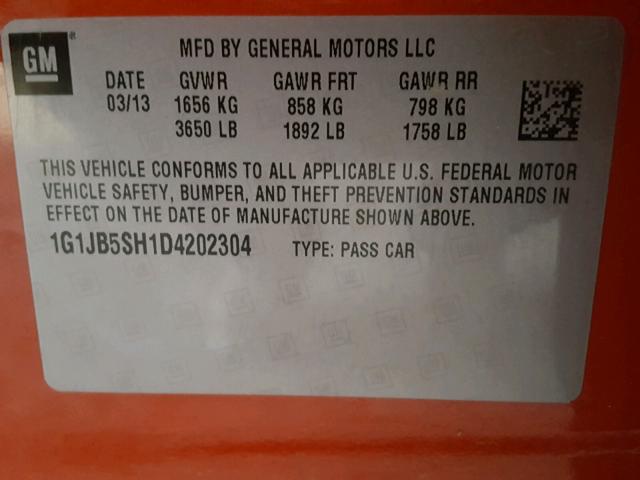 GM ® MFD BY GENERAL MOTORS LLC
DATE GVWR GAWR FRT GAWR RR
03/13 1656 KG 858 KG 798 KG
3650 LB 1892 LB 1758 LB
THIS VEHICLE CONFORMS TO ALL APPLICABLE U.S. FEDERAL MOTOR
VEHICLE SAFETY, BUMPER, AND THEFT PREVENTION STANDARDS IN
EFFECT ON THE DATE OF MANUFACTURE SHOWN ABOVE.
1G1JB5SH1D4202304 TYPE: PASS CAR